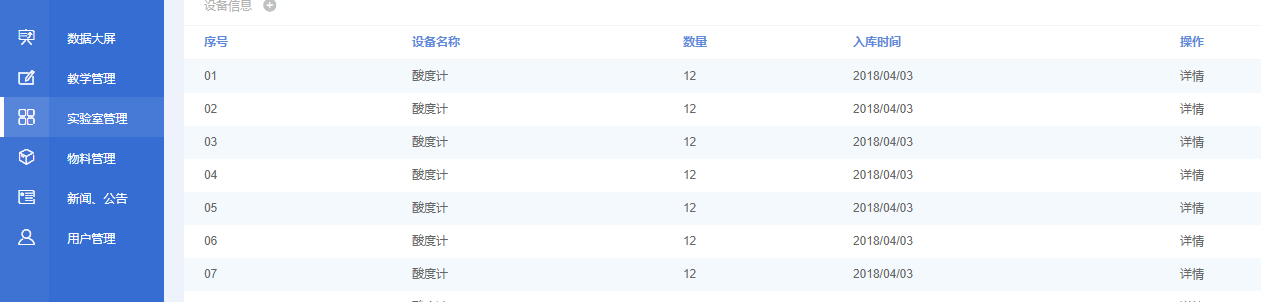 设备信息
数据大屏
教学管理
实验室管理
物料管理
新闻、公告
用户管理
序号 设备名称 数量 入库时间 操作
01 酸度计 12 2018/04/03 详情
02 酸度计 12 2018/04/03 详情
03 酸度计 12 2018/04/03 详情
04 酸度计 12 2018/04/03 详情
05 酸度计 12 2018/04/03 详情
06 酸度计 12 2018/04/03 详情
07 酸度计 12 2018/04/03 详情